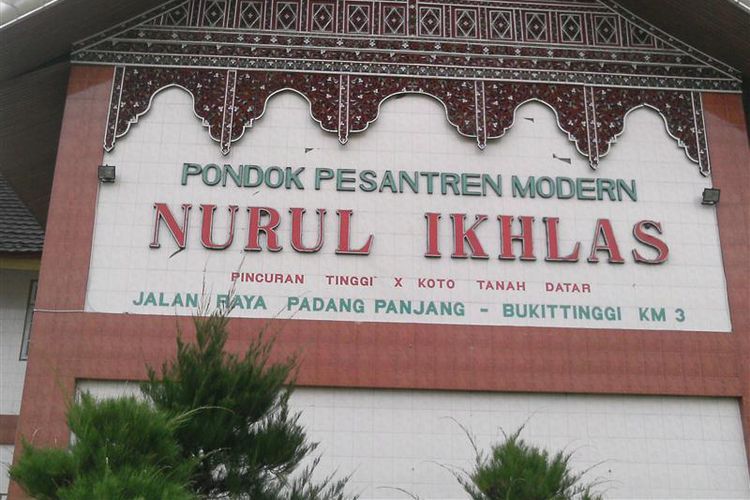 PONDOK PESANTREN MODERN
NURUL IKHLAS
PINCURAN TINGGI X KOTO TANAH DATAR
JALAN RAYA PADANG PANJANG - BUKITTINGGI KM 3